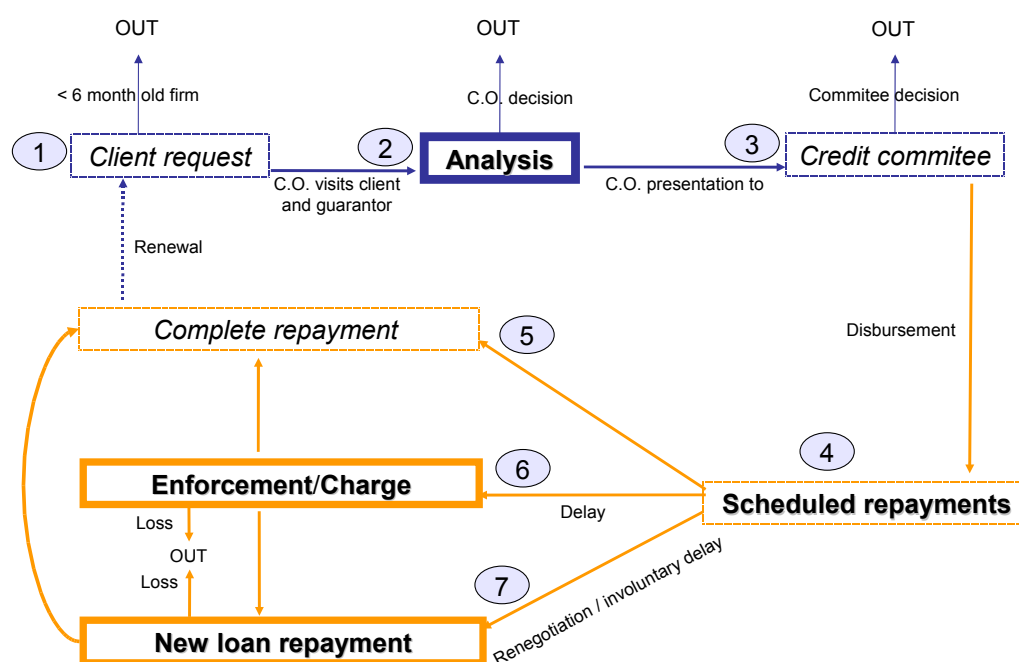 OUT
OUT
OUT
< 6 month old firm
C.O. decision
Commitee decision
1
Client request
2
Analysis
3
Credit commitee
C.O. visits client
and guarantor
C.O. presentation to
Renewal
Complete repayment
5
Disbursement
4
6
Enforcement/Charge
Scheduled repayments
Delay
Loss
OUT
Loss
7
Renegotiation / involuntary delay
New loan repayment